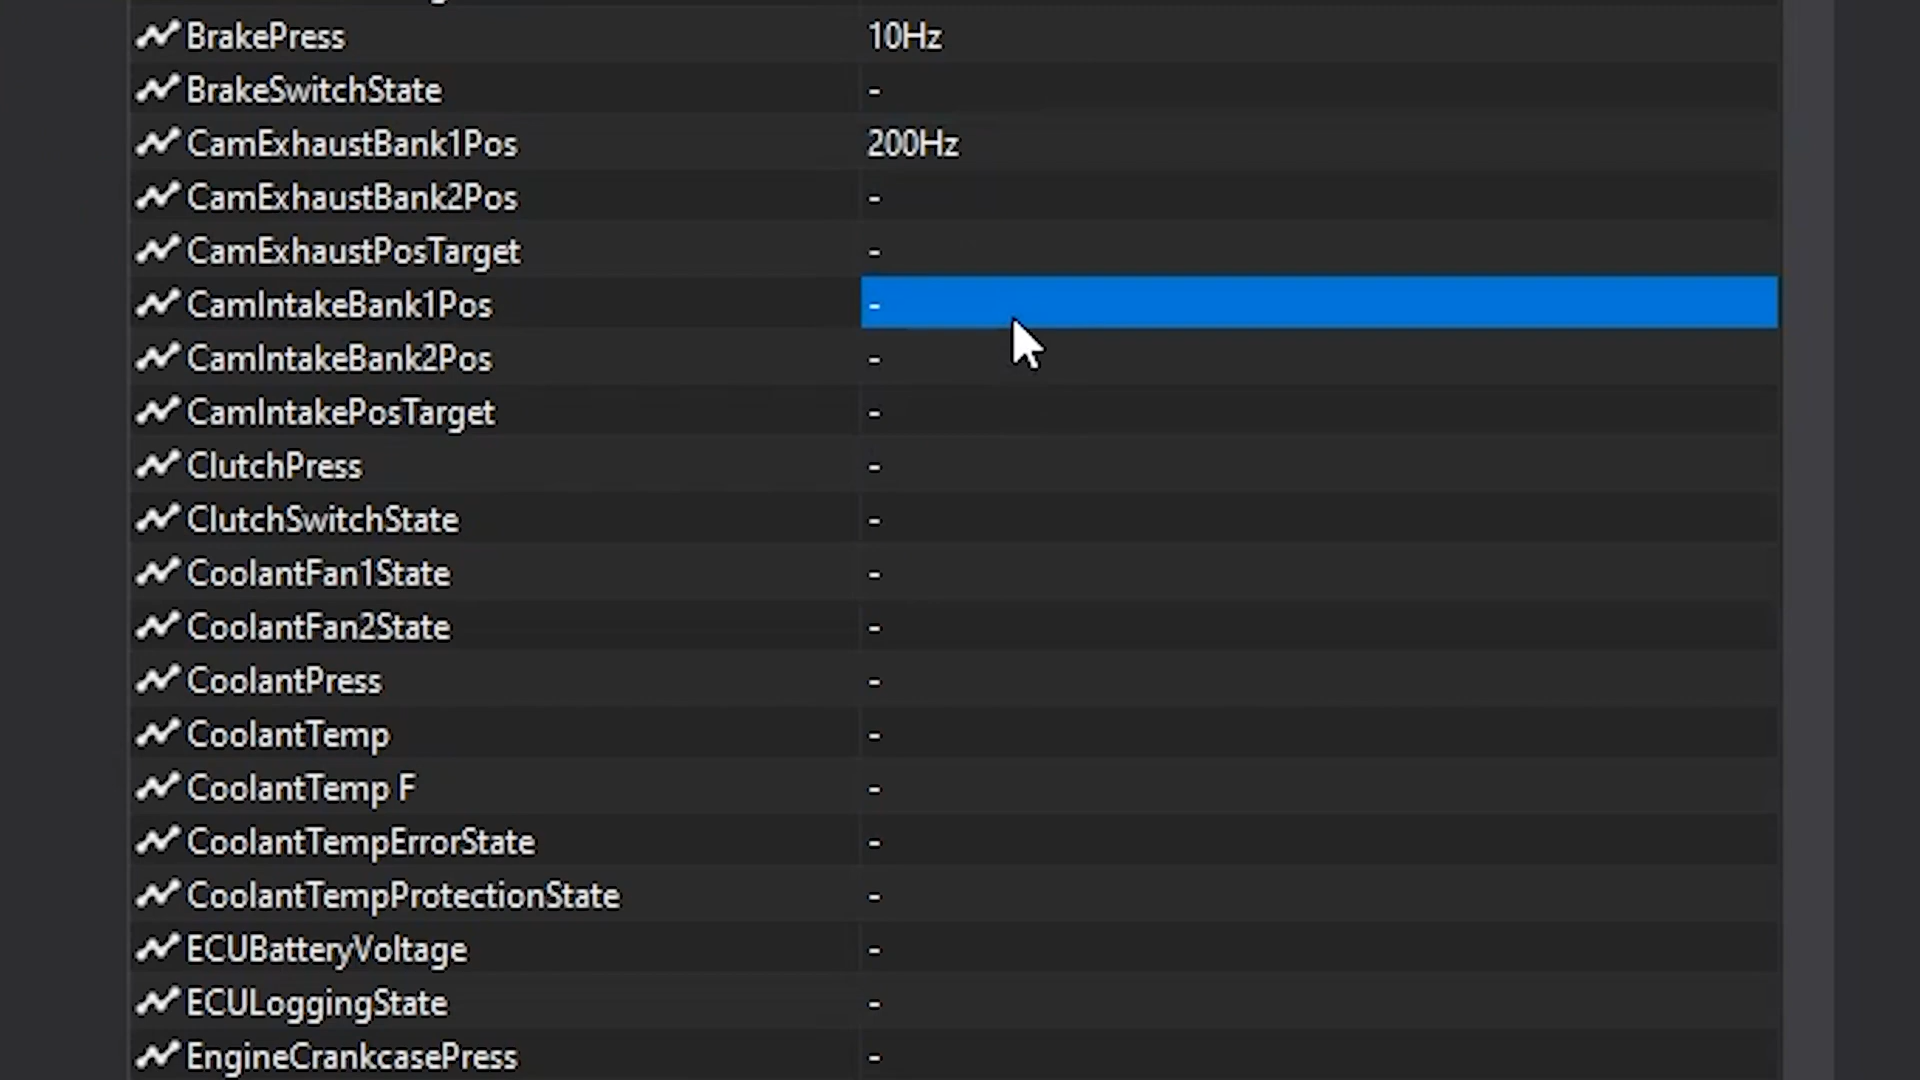 BrakePress 10Hz
BrakeSwitchState -
CamExhaustBank1Pos 200Hz
CamExhaustBank2Pos -
CamExhaustPosTarget -
CamIntakeBank1Pos -
CamIntakeBank2Pos -
CamIntakePosTarget -
ClutchPress -
ClutchSwitchState -
CoolantFan1State -
CoolantFan2State -
CoolantPress -
CoolantTemp -
CoolantTemp F -
CoolantTempErrorState -
CoolantTempProtectionState -
ECUBatteryVoltage -
ECULoggingState -
EngineCrankcasePress -